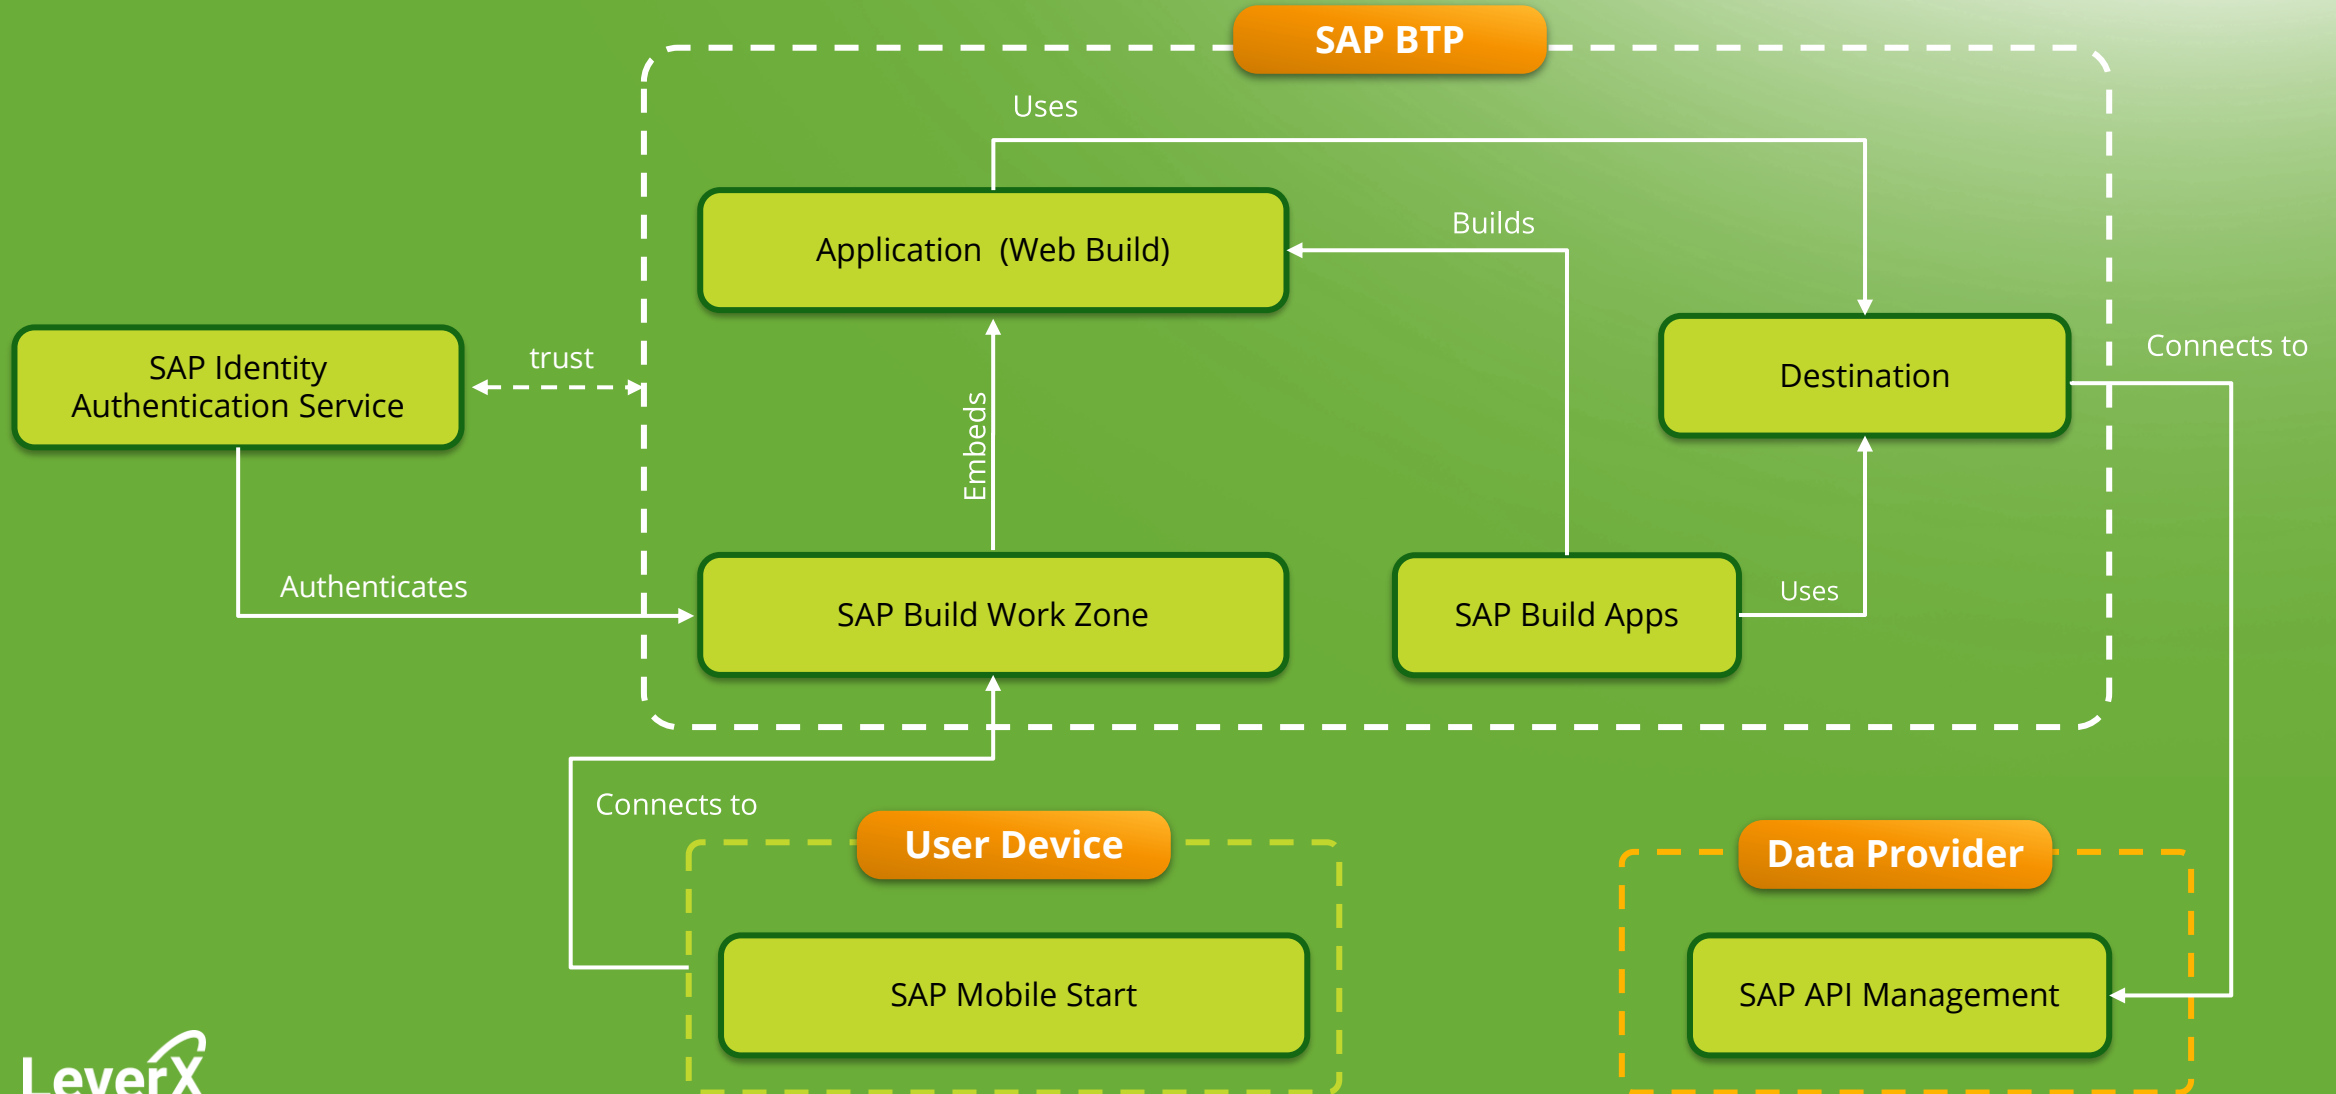 SAP BTP
Uses
Application  (Web Build)
Builds
SAP Identity
Authentication Service
trust
Destination
Connects to
Embeds
Authenticates
SAP Build Work Zone
SAP Build Apps
Uses
Connects to
User Device
Data Provider
SAP Mobile Start
SAP API Management
LeverX